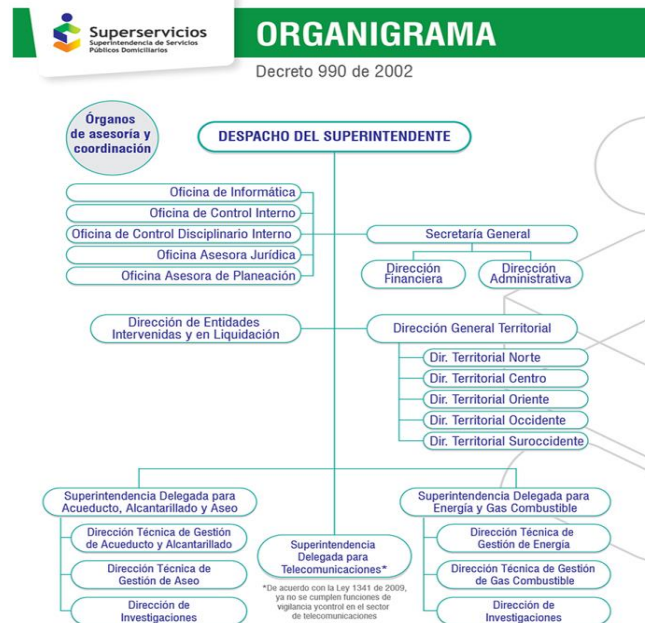 Superservicios
Superintendencia de Servicios
Públicos Domiciliarios
ORGANIGRAMA
Decreto 990 de 2002
Órganos
de asesoría y
coordinación
DESPACHO DEL SUPERINTENDENTE
Oficina de Informática
Oficina de Control Interno
Oficina de Control Disciplinario Interno
Oficina Asesora Jurídica
Oficina Asesora de Planeación
Secretaría General
Dirección
Financiera
Dirección
Administrativa
Dirección de Entidades
Intervenidas y en Liquidación
Dirección General Territorial
Dir. Territorial Norte
Dir. Territorial Centro
Dir. Territorial Oriente
Dir. Territorial Occidente
Dir. Territorial Suroccidente
Superintendencia Delegada para
Acueducto, Alcantarillado y Aseo
Dirección Técnica de Gestión
de Acueducto y Alcantarillado
Dirección Técnica de
Gestión de Aseo
Dirección de
Investigaciones
Superintendencia
Delegada para
Telecomunicaciones*
*De acuerdo con la Ley 1341 de 2009,
ya no se cumplen funciones de
vigilancia ycontrol en el sector
de telecomunicaciones
Superintendencia Delegada para
Energía y Gas Combustible
Dirección Técnica de
Gestión de Energía
Dirección Técnica de Gestión
de Gas Combustible
Dirección de
Investigaciones